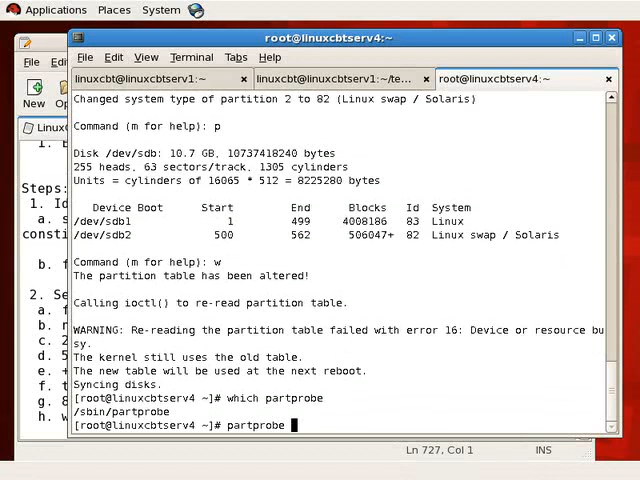 Applications Places System
root@linuxcbtserv4:~
File Edit View Terminal Tabs Help
linuxcbt@linuxcbtserv1:~ linuxcbt@linuxcbtserv1:~/te... root@linuxcbtserv4:~
Changed system type of partition 2 to 82 (Linux swap / Solaris)
Command (m for help): p
Disk /dev/sdb: 10.7 GB, 10737418240 bytes
255 heads, 63 sectors/track, 1305 cylinders
Units = cylinders of 16065 * 512 = 8225280 bytes
Device Boot Start End Blocks Id System
/dev/sdb1 1 499 4008186 83 Linux
/dev/sdb2 500 562 506047+ 82 Linux swap / Solaris
Command (m for help): w
The partition table has been altered!
Calling ioctl() to re-read partition table.
WARNING: Re-reading the partition table failed with error 16: Device or resource bu
sy.
The kernel still uses the old table.
The new table will be used at the next reboot.
Syncing disks.
[root@linuxcbtserv4 ~]# which partprobe
/sbin/partprobe
[root@linuxcbtserv4 ~]# partprobe
File
New
Steps:
1.
a.
b.
2.
a.
b.
c.
d.
e.
f.
g.
h.
Ln 727, Col 1 INS